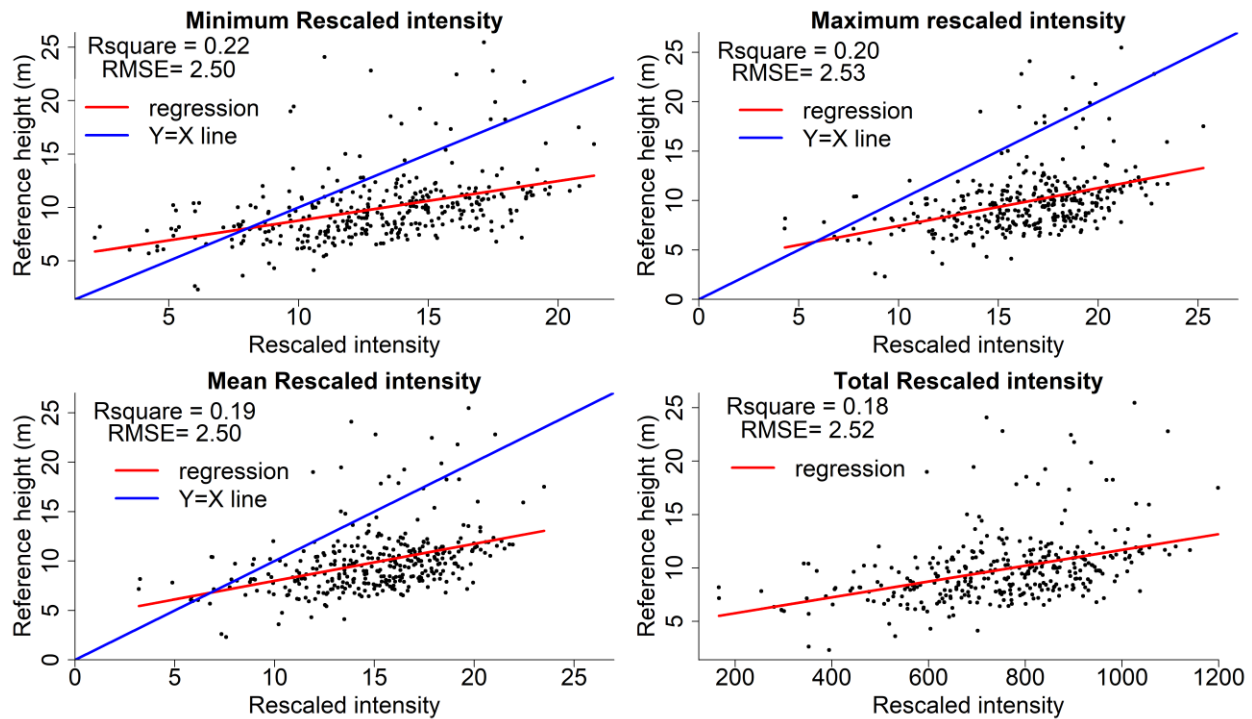 Minimum Rescaled intensity
Rsquare = 0.22
RMSE= 2.50
regression
Y=X line
Reference height (m)
25
20
15
10
5
5
10
15
20
Rescaled intensity
Maximum rescaled intensity
Rsquare = 0.20
RMSE= 2.53
regression
Y=X line
Reference height (m)
25
20
15
10
5
0
0
5
10
15
20
25
Rescaled intensity
Mean Rescaled intensity
Rsquare = 0.19
RMSE= 2.50
regression
Y=X line
Reference height (m)
25
20
15
10
5
0
0
5
10
15
20
25
Rescaled intensity
Total Rescaled intensity
Rsquare = 0.18
RMSE= 2.52
regression
Reference height (m)
25
20
15
10
5
200
400
600
800
1000
1200
Rescaled intensity